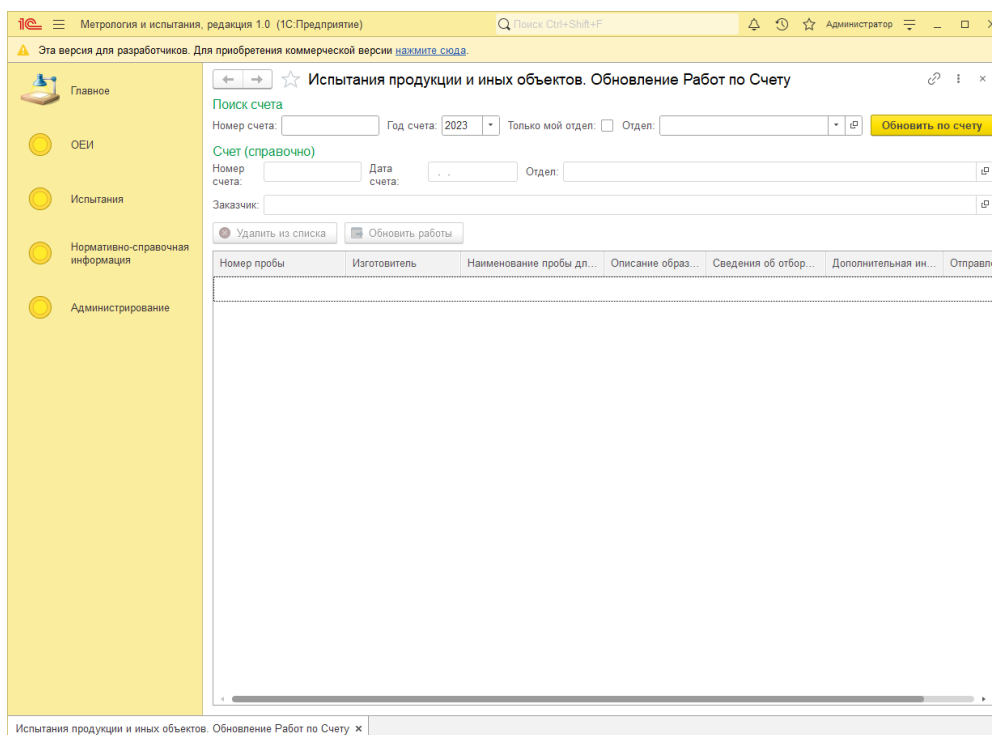 Метрология и испытания, редакция 1.0 (1С:Предприятие)
Поиск Ctrl+Shift+F
Администратор
Эта версия для разработчиков. Для приобретения коммерческой версии нажмите сюда.
Главное
ОЕИ
Испытания
Нормативно-справочная
информация
Администрирование
Испытания продукции и иных объектов. Обновление Работ по Счету
Поиск счета
Номер счета: Год счета: 2023 Только мой отдел: Отдел: Обновить по счету
Счет (справочно)
Номер
счета:
Дата
счета:
. .
Отдел:
Заказчик:
Удалить из списка Обновить работы
Номер пробы Изготовитель Наименование пробы дл... Описание образ... Сведения об отбор... Дополнительная ин... Отправле
Испытания продукции и иных объектов. Обновление Работ по Счету